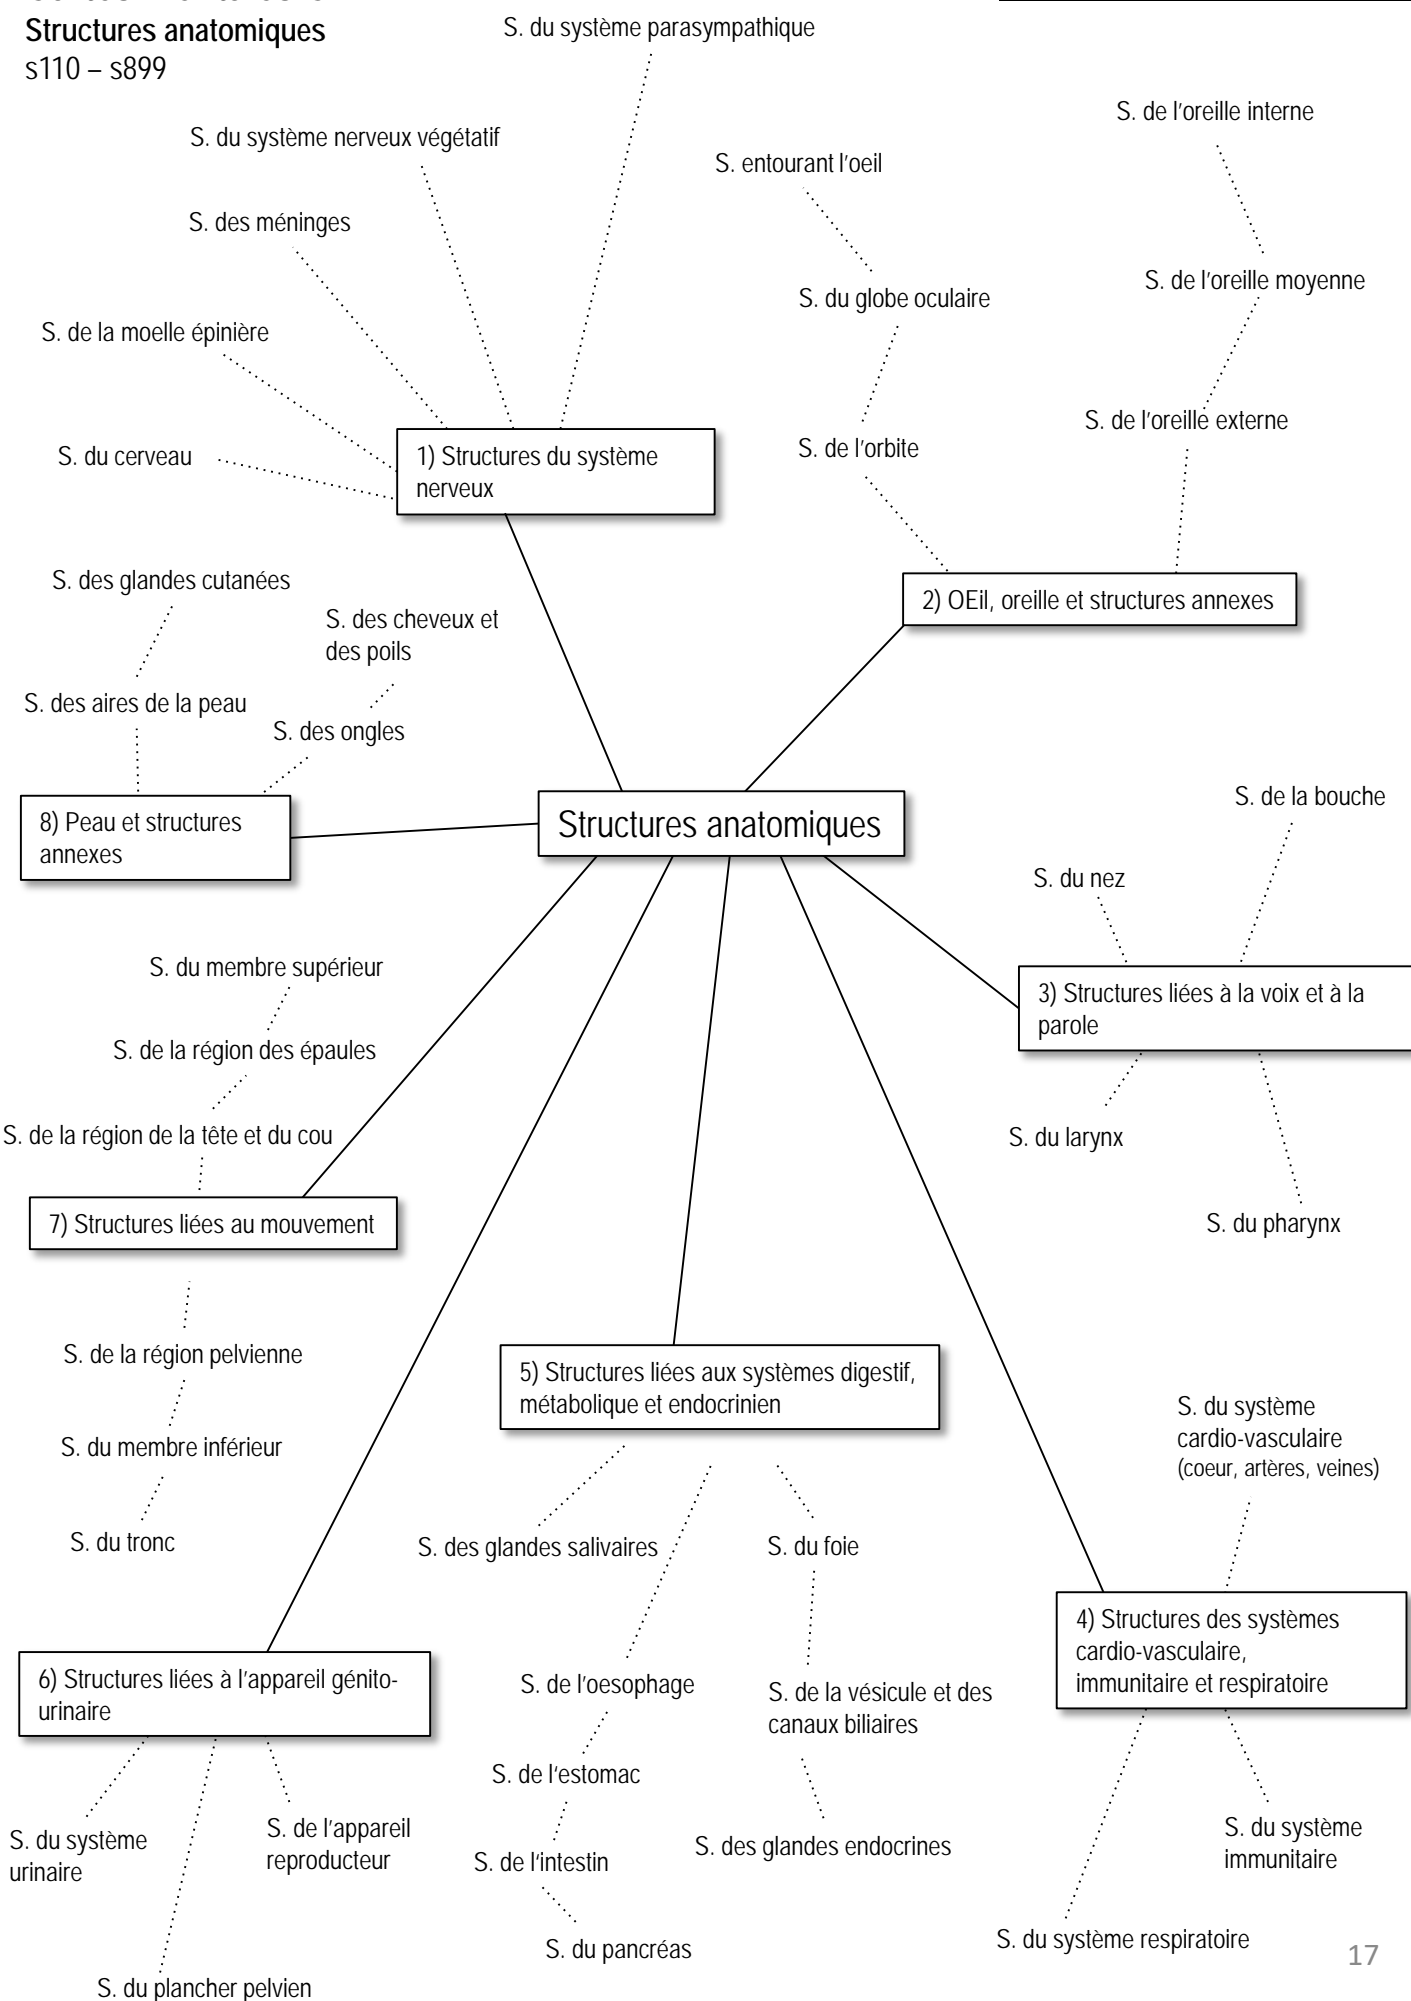 Structures anatomiques
s110 – s899
S. du système parasympathique
S. de l'oreille interne
S. du système nerveux végétatif
S. entourant l'oeil
S. des méninges
S. de l'oreille moyenne
S. du globe oculaire
S. de la moelle épinière
S. de l'oreille externe
S. de l'orbite
S. du cerveau
1) Structures du système
nerveux
S. des glandes cutanées
2) OEil, oreille et structures annexes
S. des cheveux et
des poils
S. des aires de la peau
S. des ongles
8) Peau et structures
annexes
Structures anatomiques
S. de la bouche
S. du nez
S. du membre supérieur
3) Structures liées à la voix et à la
parole
S. de la région des épaules
S. de la région de la tête et du cou
S. du larynx
7) Structures liées au mouvement
S. du pharynx
S. de la région pelvienne
5) Structures liées aux systèmes digestif,
métabolique et endocrinien
S. du système
cardio-vasculaire
(coeur, artères, veines)
S. du membre inférieur
S. du tronc
S. des glandes salivaires
S. du foie
4) Structures des systèmes
cardio-vasculaire,
immunitaire et respiratoire
6) Structures liées à l'appareil génito-
urinaire
S. de l'oesophage
S. de la vésicule et des
canaux biliaires
S. de l'estomac
S. du système
urinaire
S. de l'appareil
reproducteur
S. de l'intestin
S. des glandes endocrines
S. du système
immunitaire
S. du pancréas
S. du système respiratoire
17
S. du plancher pelvien